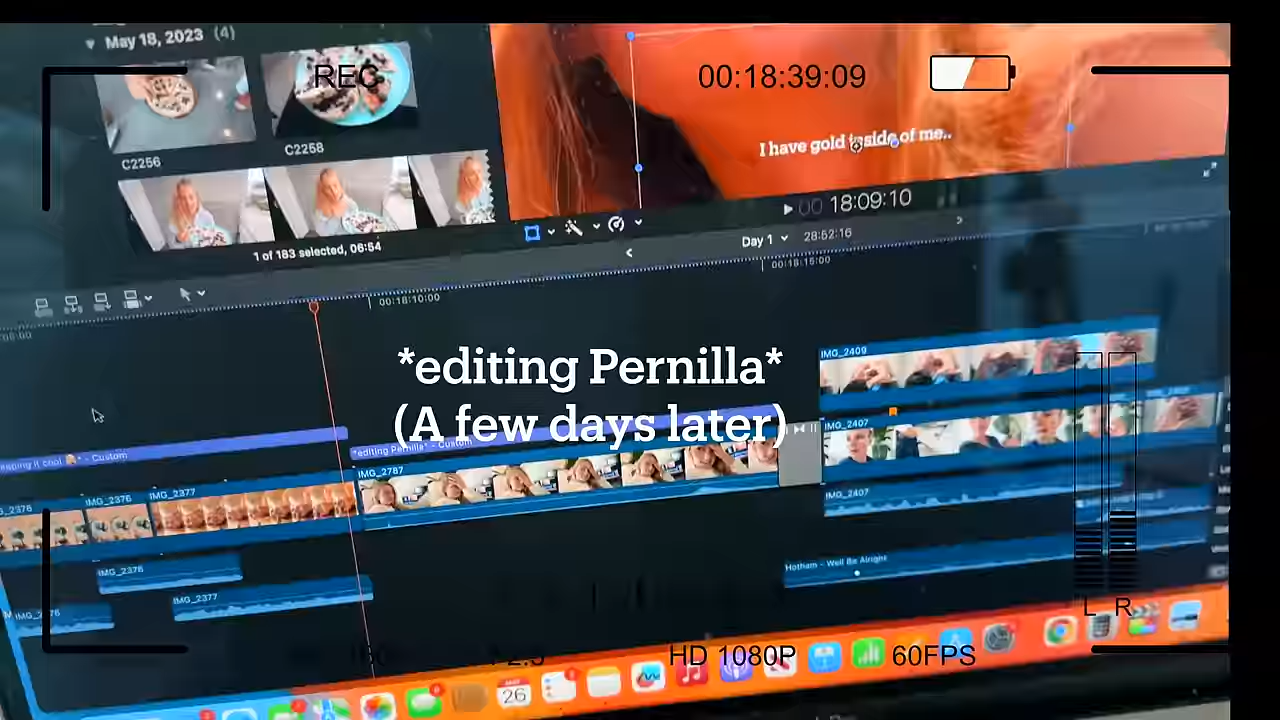 May 18, 2023 (4)
REC
00:18:39:09
C2256
C2258
I have gold inside of me..
1 of 183 selected, 06:54
00 18:09:10
Day 1
28:52:16
00:18:10:00
00:18:15:00
*editing Pernilla*
(A few days later)
IMG_2409
- Custom
*editing Pernilla* - Custom
IMG_2407
IMG_2376
IMG_2377
IMG_2787
IMG_2407
IMG_2376
IMG_2377
Hotham - Well Be Alright
L R
HD 1080P
60FPS
26